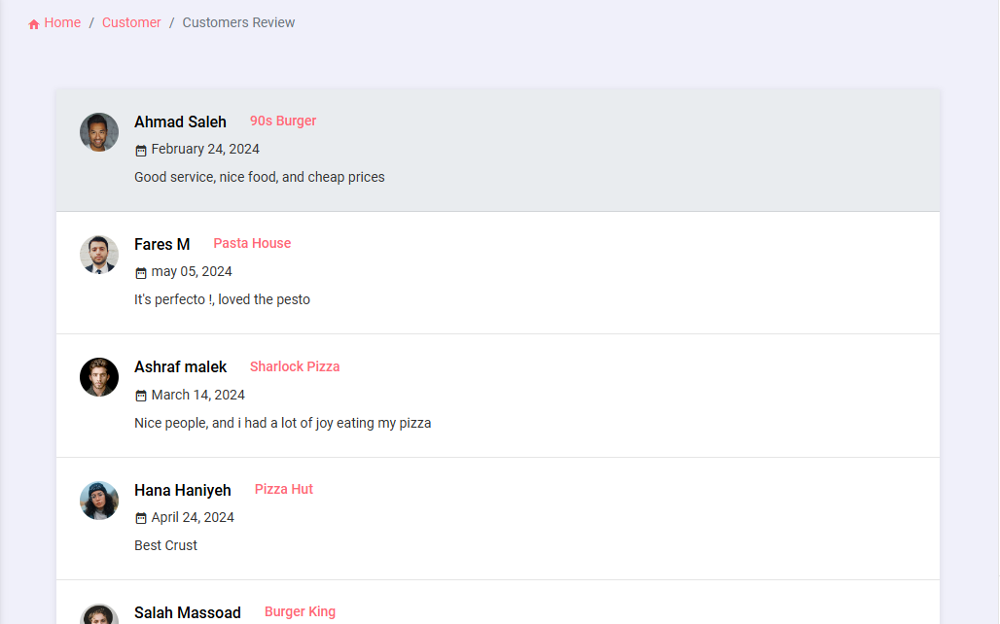 Home / Customer / Customers Review
Ahmad Saleh 90s Burger
February 24, 2024
Good service, nice food, and cheap prices
Fares M Pasta House
may 05, 2024
It's perfecto !, loved the pesto
Ashraf malek Sharlock Pizza
March 14, 2024
Nice people, and i had a lot of joy eating my pizza
Hana Haniyeh Pizza Hut
April 24, 2024
Best Crust
Salah Massoad Burger King